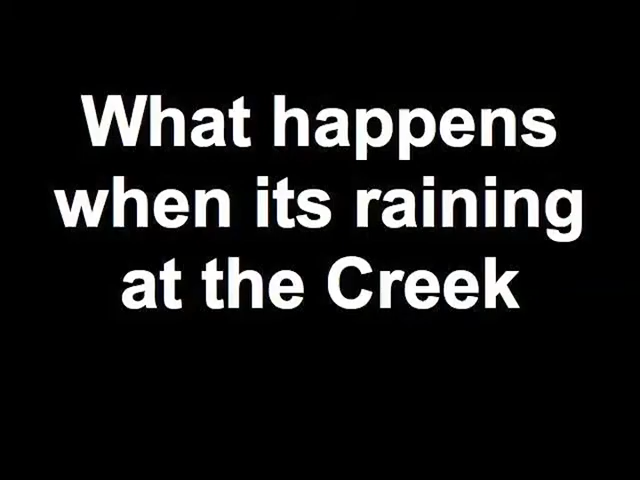 What happens
when its raining
at the Creek